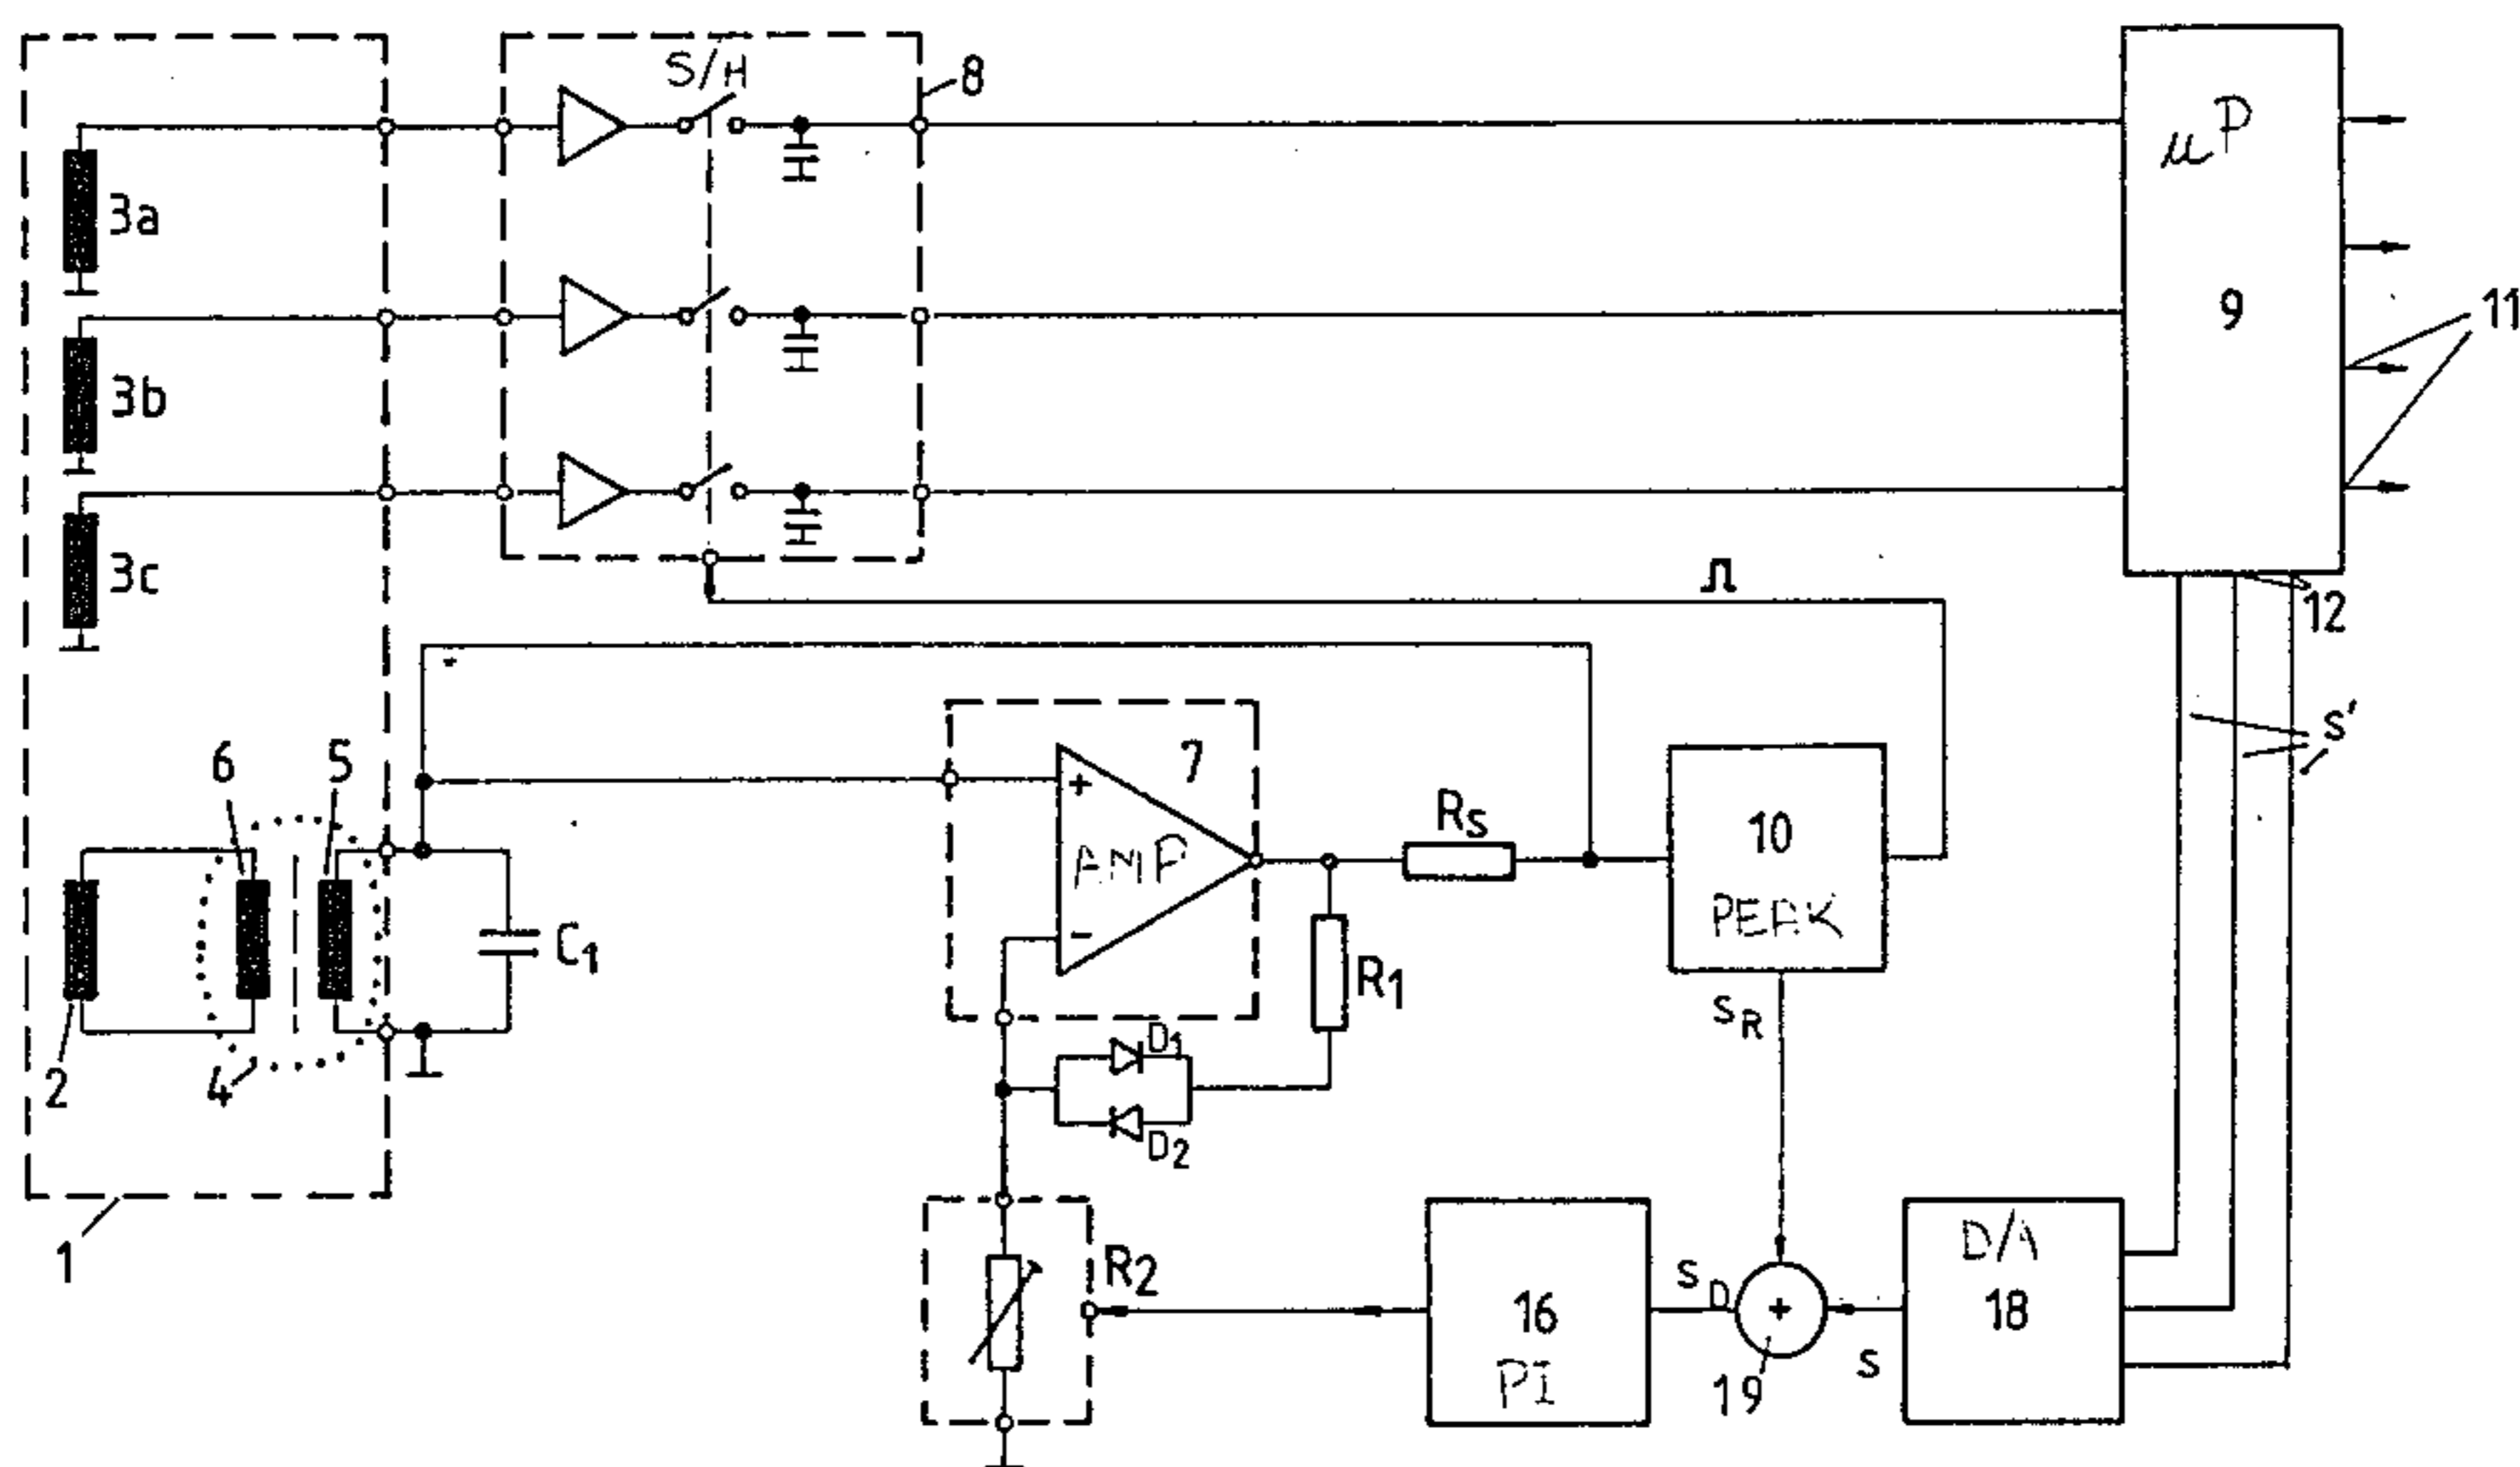 S/H
8
μP
3a
9
11
3b
3c
12
S'
6
5
7
+
AMP
-
Rs
10
PEAK
C1
R1
SR
D1
D2
2
4
1
R2
D/A
18
SD
16
PI
+
S
19